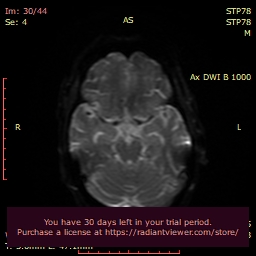 Im: 30/44
Se: 4
AS
STP78
STP78
M
Ax DWI B 1000
R
L
You have 30 days left in your trial period.
Purchase a license at https://radiantviewer.com/store/